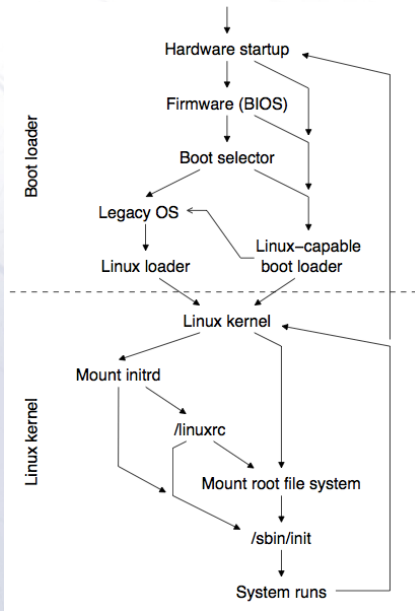 Hardware startup
Firmware (BIOS)
Boot selector
Legacy OS
Linux–capable
boot loader
Linux loader
Linux kernel
Mount initrd
/linuxrc
Mount root file system
/sbin/init
System runs
Boot loader
Linux kernel